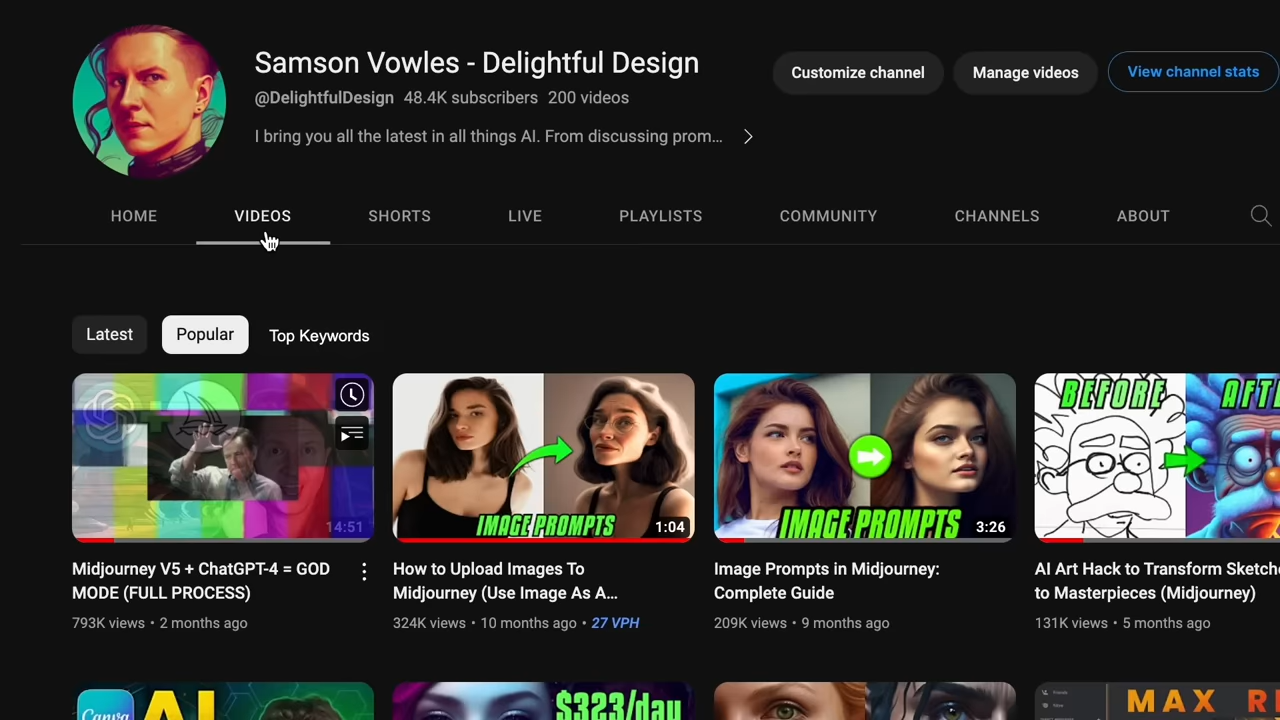 Samson Vowles - Delightful Design
@DelightfulDesign 48.4K subscribers 200 videos
I bring you all the latest in all things AI. From discussing prom...
Customize channel
Manage videos
View channel stats
HOME
VIDEOS
SHORTS
LIVE
PLAYLISTS
COMMUNITY
CHANNELS
ABOUT
Latest
Popular
Top Keywords
14:51
IMAGE PROMPTS
1:04
IMAGE PROMPTS
3:26
BEFORE
AFTE
Midjourney V5 + ChatGPT-4 = GOD
MODE (FULL PROCESS)
793K views • 2 months ago
How to Upload Images To
Midjourney (Use Image As A...
324K views • 10 months ago • 27 VPH
Image Prompts in Midjourney:
Complete Guide
209K views • 9 months ago
AI Art Hack to Transform Sketche
to Masterpieces (Midjourney)
131K views • 5 months ago
Canva
AI
$323/day
MAX R